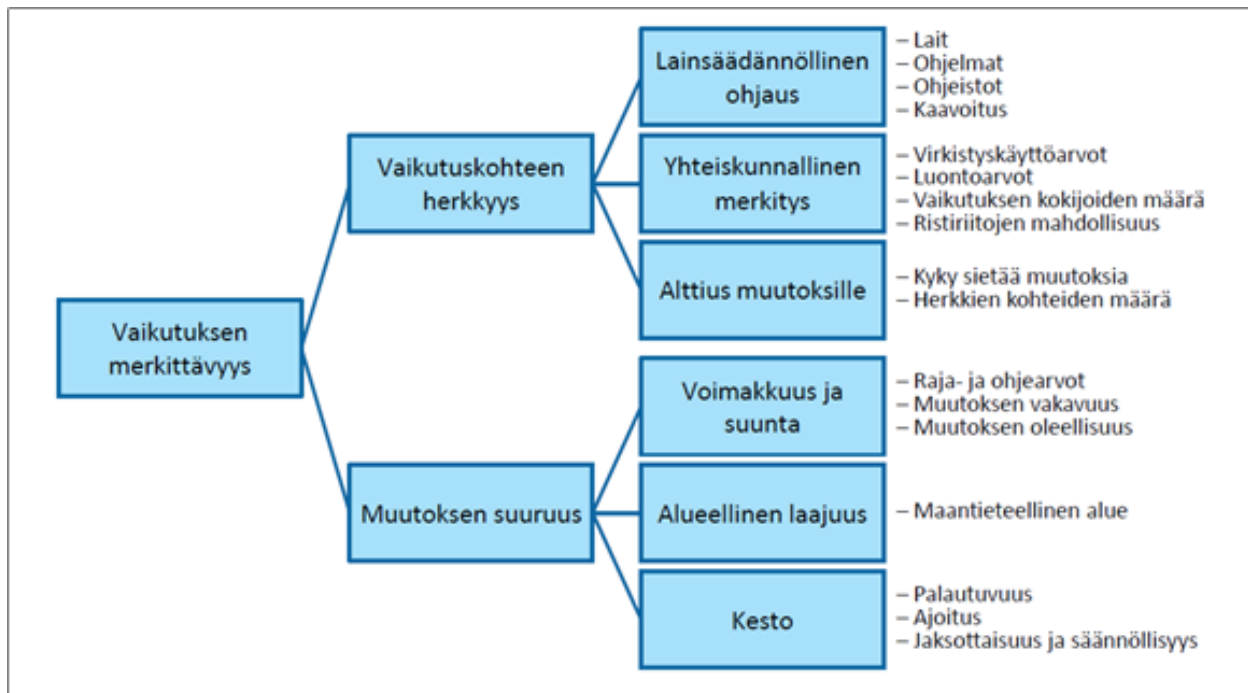 Vaikutuksen
merkittävyys
Vaikutuskohteen
herkkyys
Lainsäädännöllinen
ohjaus
– Lait
– Ohjelmat
– Ohjeistot
– Kaavoitus
Yhteiskunnallinen
merkitys
– Virkistyskäyttöarvot
– Luontoarvot
– Vaikutuksen kokijoiden määrä
– Ristiriitojen mahdollisuus
Alttius muutoksille
– Kyky sietää muutoksia
– Herkkien kohteiden määrä
Muutoksen suuruus
Voimakkuus ja
suunta
– Raja- ja ohjearvot
– Muutoksen vakavuus
– Muutoksen oleellisuus
Alueellinen laajuus
– Maantieteellinen alue
Kesto
– Palautuvuus
– Ajoitus
– Jaksottaisuus ja säännöllisyys